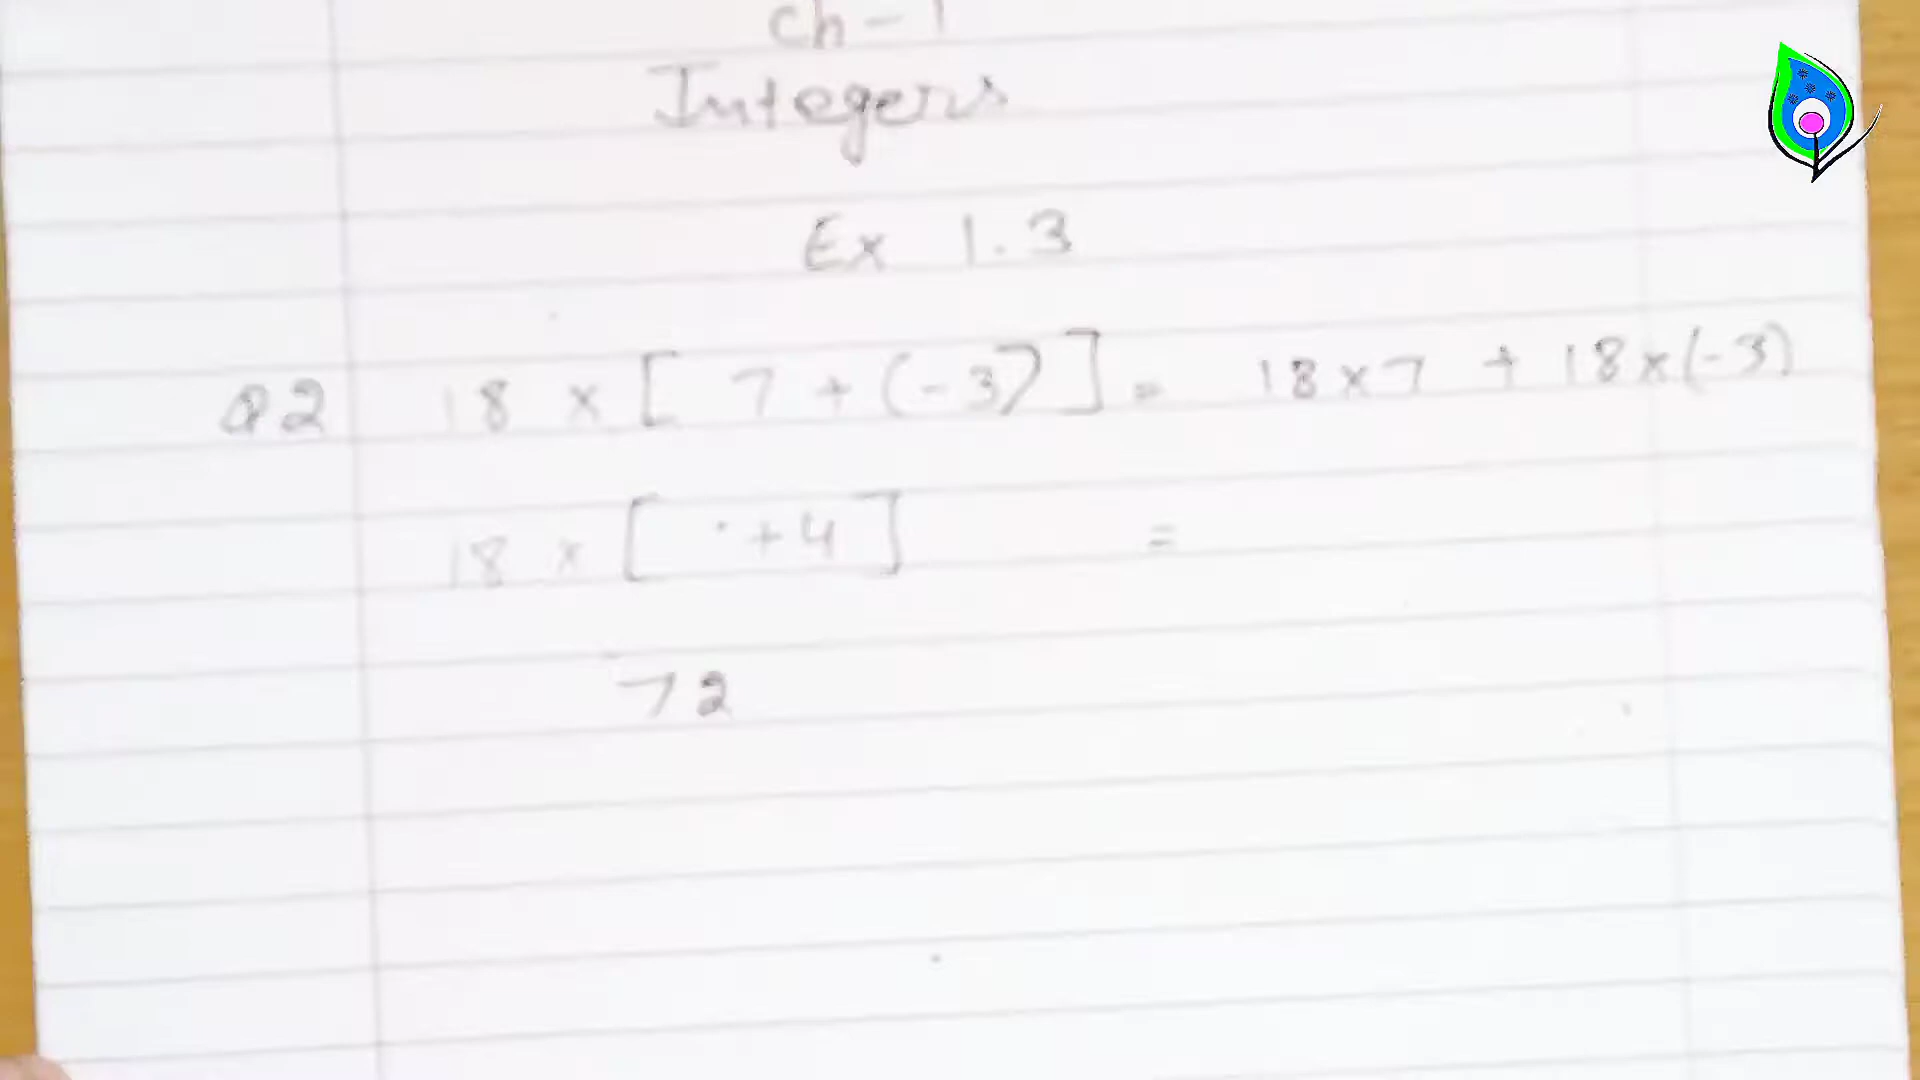 Ch - 1
Integers
Ex 1.3
Q2 18 × [ 7 + (-3) ] = 18 × 7 + 18 × (-3)
18 × [ + 4 ] =
72